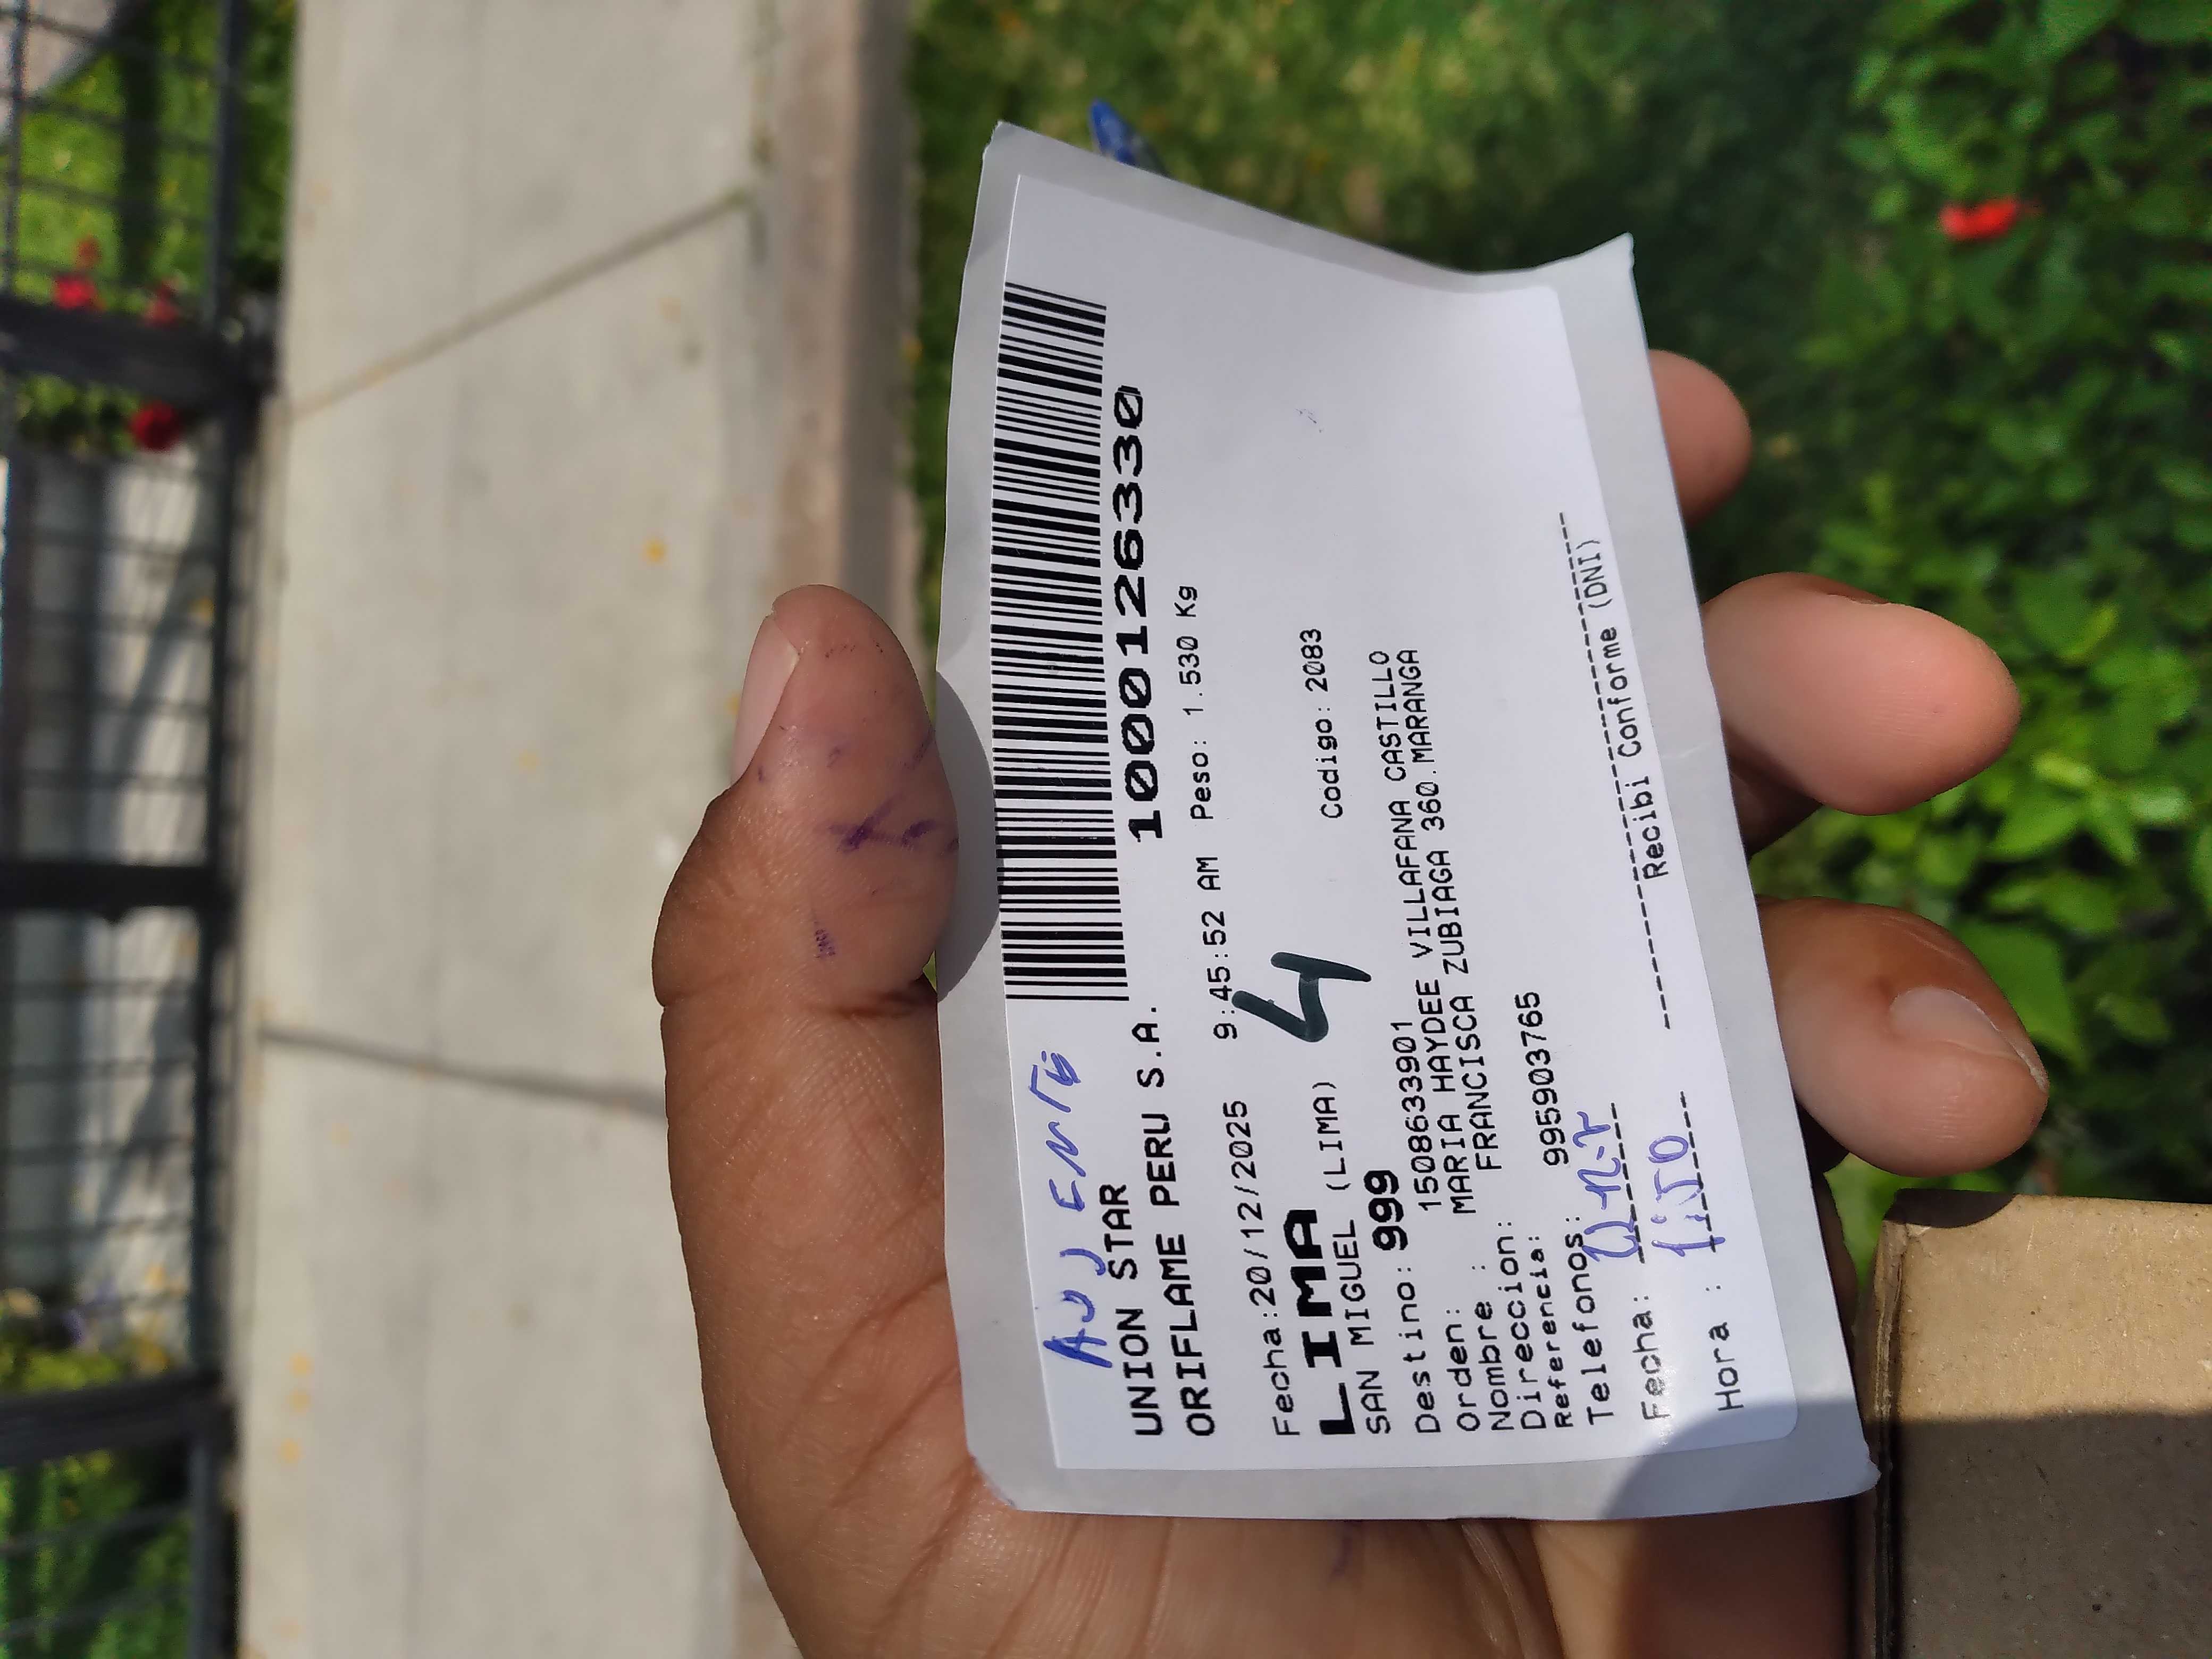 UNION STAR
ORIFLAME PERU S.A. 1000126330
Fecha:20/12/2025 9:45:52 AM Peso: 1.530 Kg
LIMA 4
SAN MIGUEL (LIMA) Codigo: 2083
Destino: 999
Orden: 1508633901
Nombre : MARIA HAYDEE VILLAFANA CASTILLO
Direccion: FRANCISCA ZUBIAGA 360.MARANGA
Referencia:
Telefonos: 995903765
Fecha:
Hora :
Recibi Conforme (DNI)